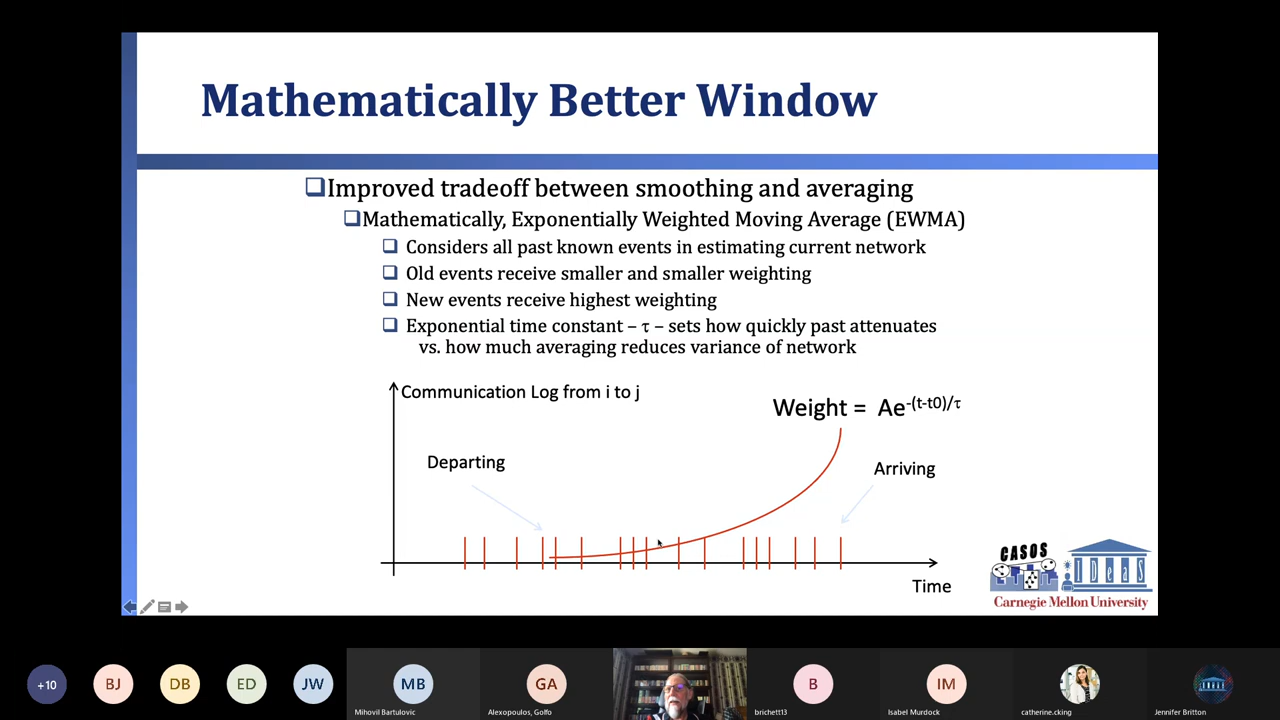 Mathematically Better Window
Improved tradeoff between smoothing and averaging
Mathematically, Exponentially Weighted Moving Average (EWMA)
Considers all past known events in estimating current network
Old events receive smaller and smaller weighting
New events receive highest weighting
Exponential time constant – τ – sets how quickly past attenuates
vs. how much averaging reduces variance of network
Communication Log from i to j
Weight = Ae-(t-t0)/τ
Departing
Arriving
Time
CASOS
IDeaS
Carnegie Mellon University
+10
BJ
DB
ED
JW
MB
GA
B
IM
Mihovil Bartulovic
Alexopoulos, Golfo
brichett13
Isabel Murdock
catherine.cking
Jennifer Britton